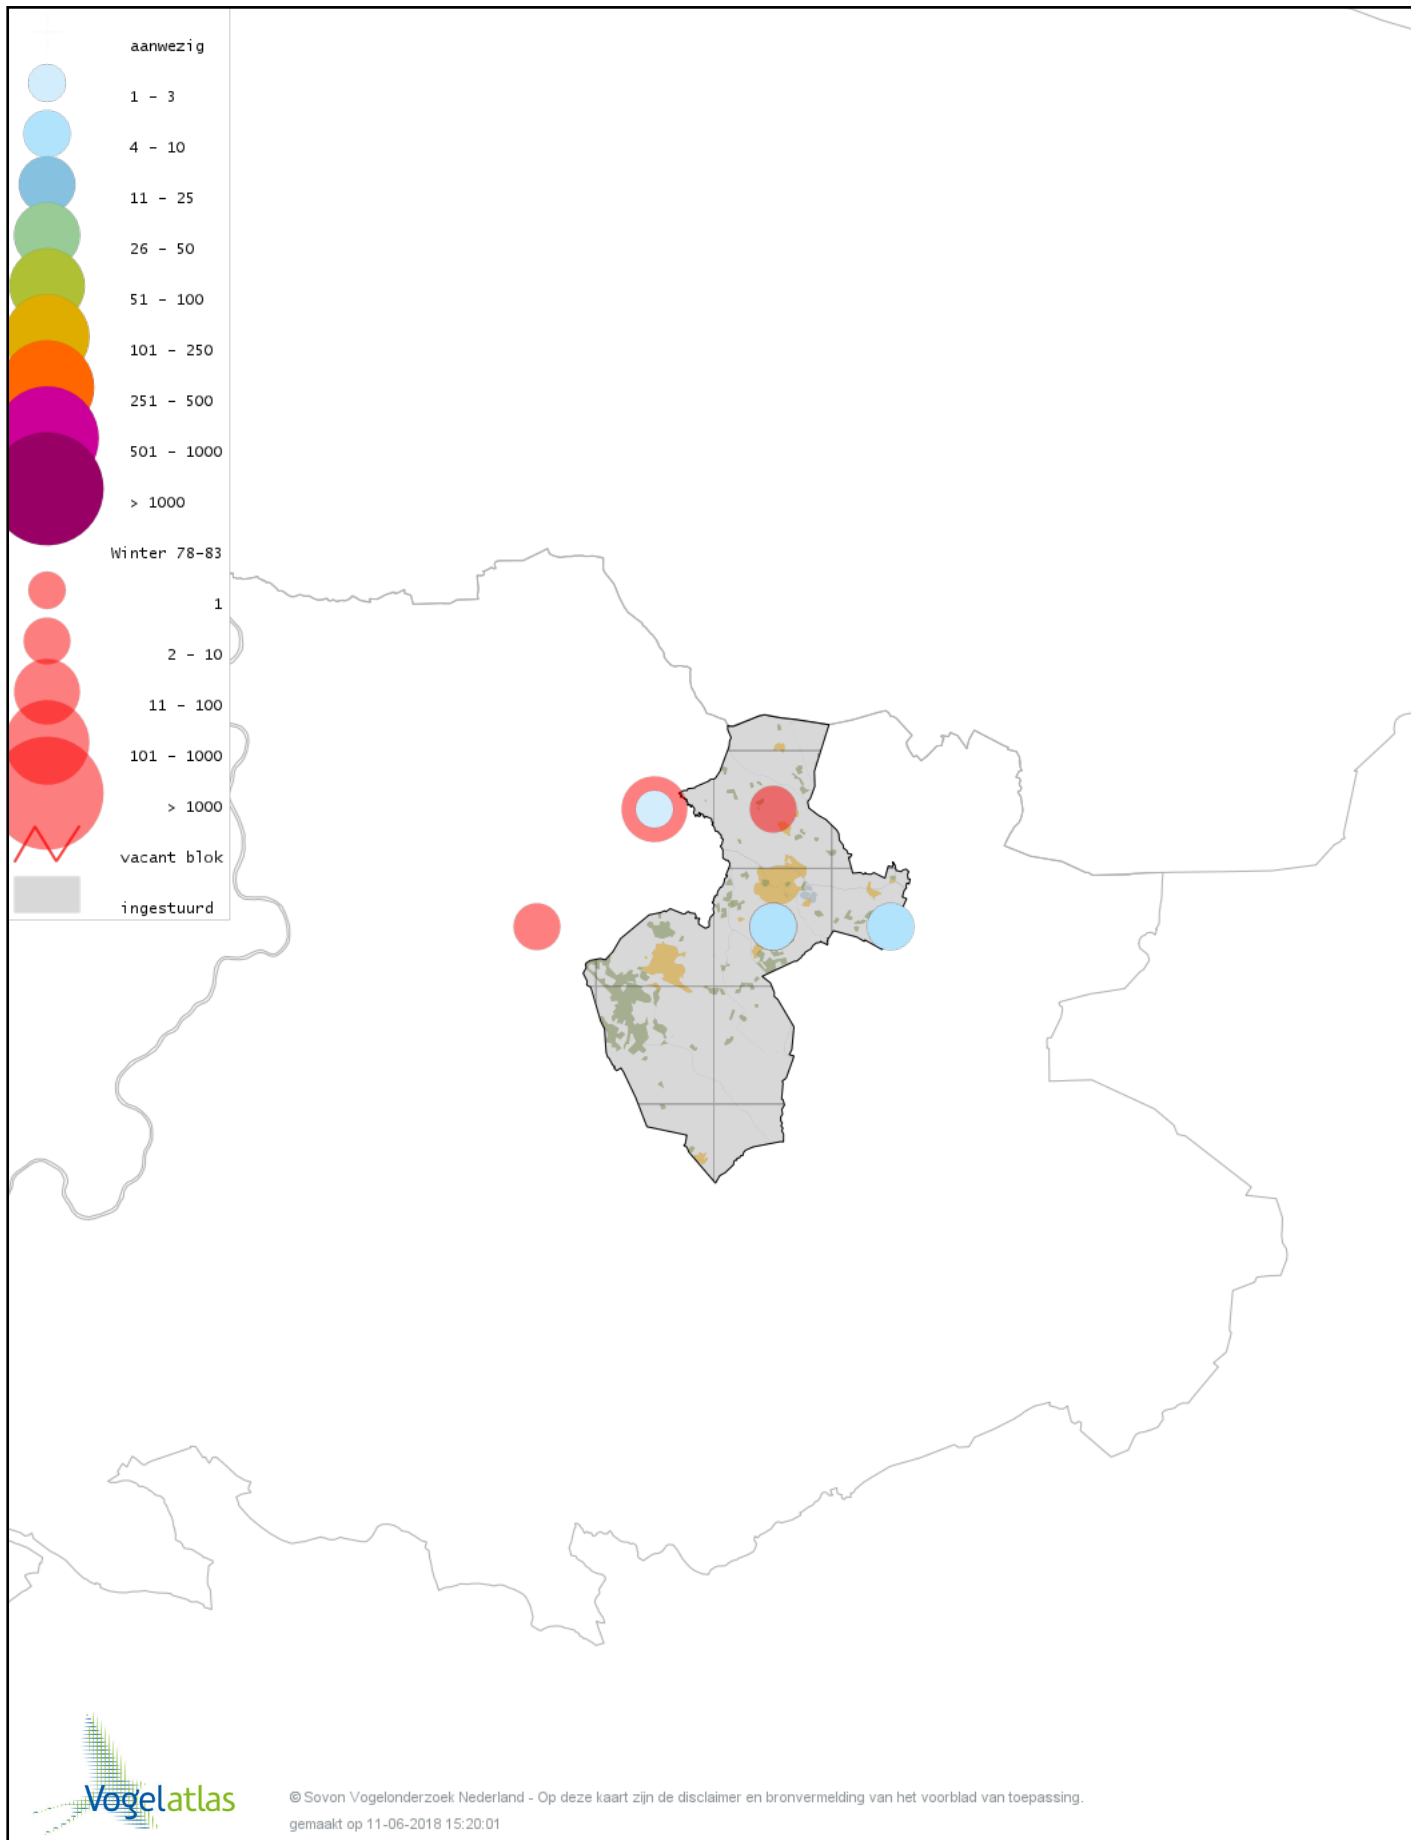 aanwezig
1 – 3
4 – 10
11 – 25
26 – 50
51 – 100
101 – 250
251 – 500
501 – 1000
> 1000
Winter 78–83
1
2 – 10
11 – 100
101 – 1000
> 1000
vacant blok
ingestuurd
Vogelatlas
© Sovon Vogelonderzoek Nederland - Op deze kaart zijn de disclaimer en bronvermelding van het voorblad van toepassing.
gemaakt op 11-06-2018 15:20:01